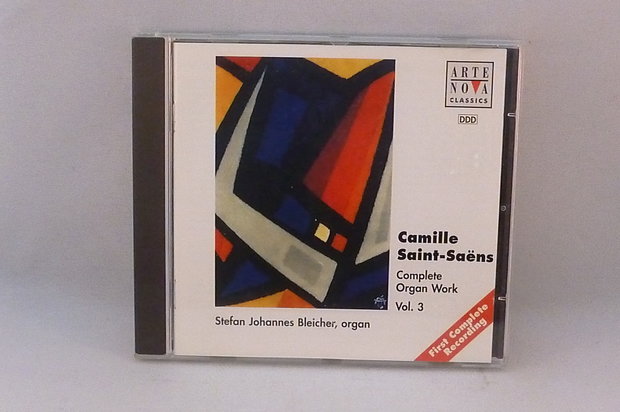 ARTE
NOVA
CLASSICS
DDD
Camille
Saint-Saëns
Complete
Organ Work
Vol. 3
Stefan Johannes Bleicher, organ
First Complete
Recording